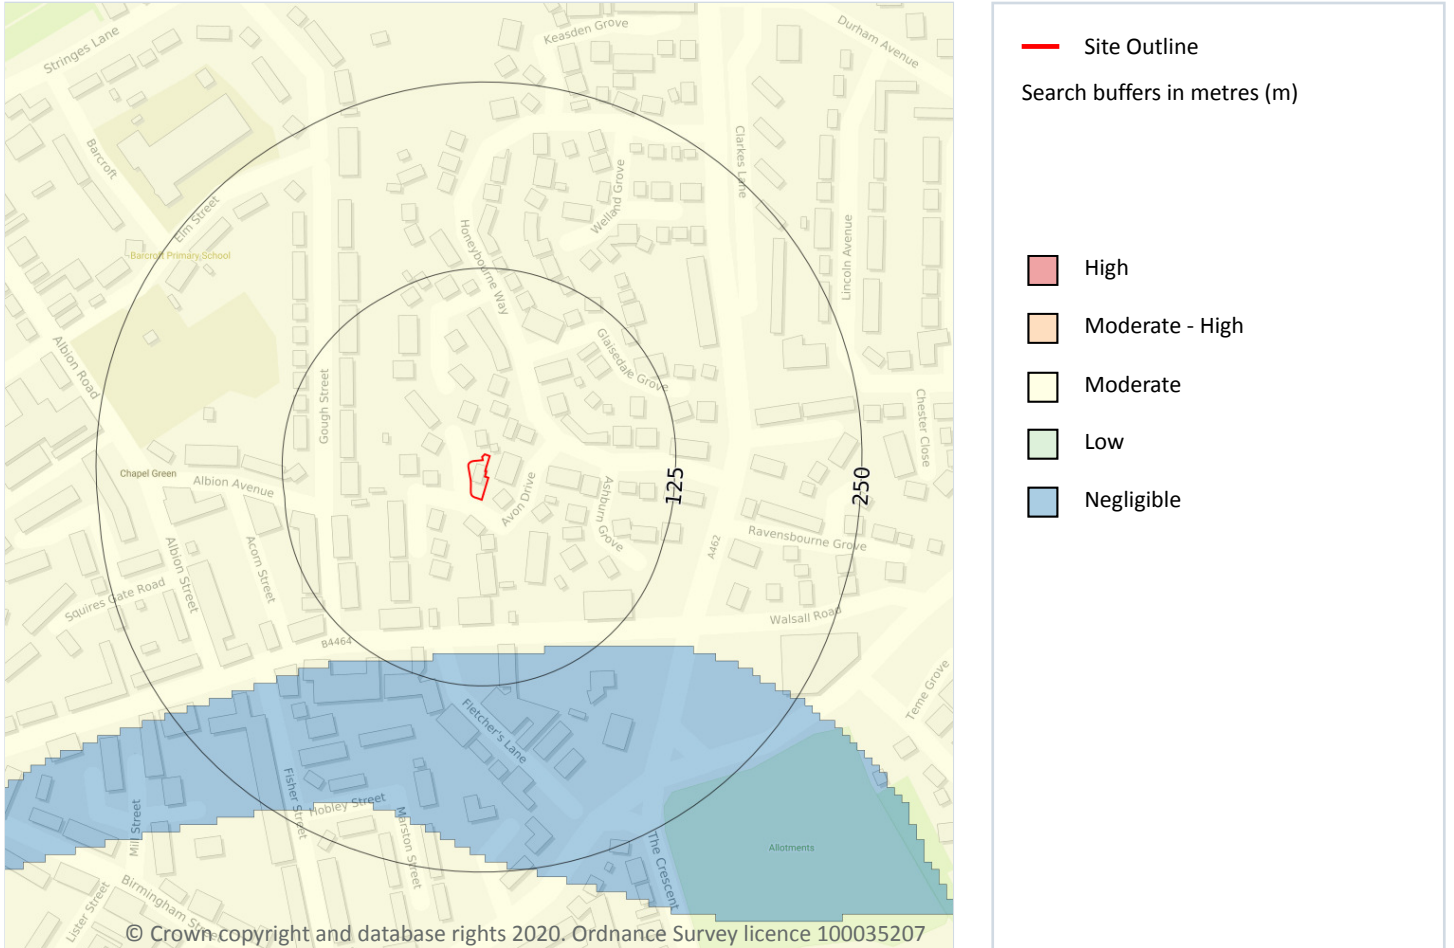 Stringes Lane
Keasden Grove
Durham Avenue
Barcroft
Clarkes Lane
Elm Street
Welland Grove
Barcroft Primary School
Honeybourne Way
Lincoln Avenue
Albion Road
Gough Street
Glaisedale Grove
Chester Close
Chapel Green
Albion Avenue
Avon Drive
Ashburn Grove
125
250
Acorn Street
Albion Street
A462
Ravensbourne Grove
Squires Gate Road
Walsall Road
B4464
Teme Grove
Fletcher's Lane
Fisher Street
Hobley Street
Mill Street
Marston Street
The Crescent
Allotments
Lister Street
Birmingham Street
© Crown copyright and database rights 2020. Ordnance Survey licence 100035207
Site Outline
Search buffers in metres (m)
High
Moderate - High
Moderate
Low
Negligible